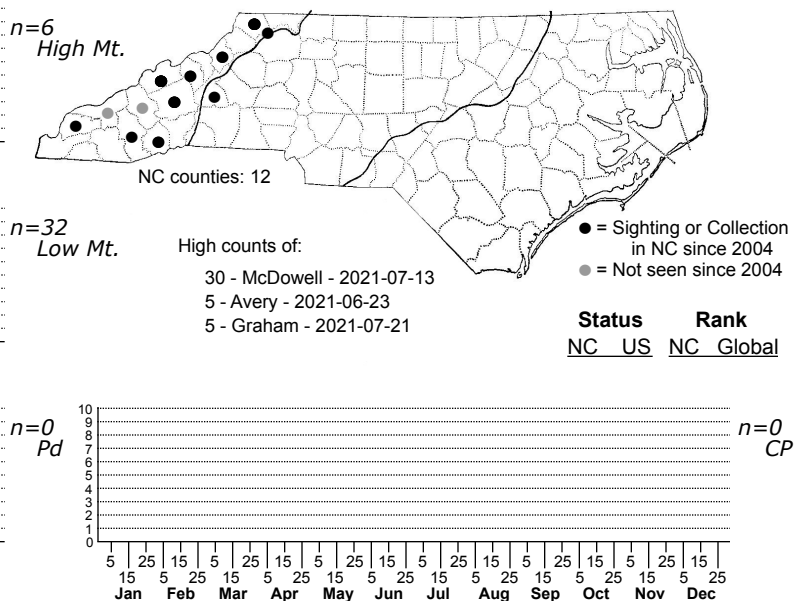 n=6
High Mt.
NC counties: 12
n=32
Low Mt.
High counts of:
30 - McDowell - 2021-07-13
5 - Avery - 2021-06-23
5 - Graham - 2021-07-21
● = Sighting or Collection
in NC since 2004
● = Not seen since 2004
Status Rank
NC US NC Global
n=0
Pd
n=0
CP
10
9
8
7
6
5
4
3
2
1
0
5 15 25 5 15 25 5 15 25 5 15 25 5 15 25 5 15 25
15 5 25 15 5 25 15 5 25 15 5 25 15 5 25 15 5 25
Jan Feb Mar Apr May Jun Jul Aug Sep Oct Nov Dec